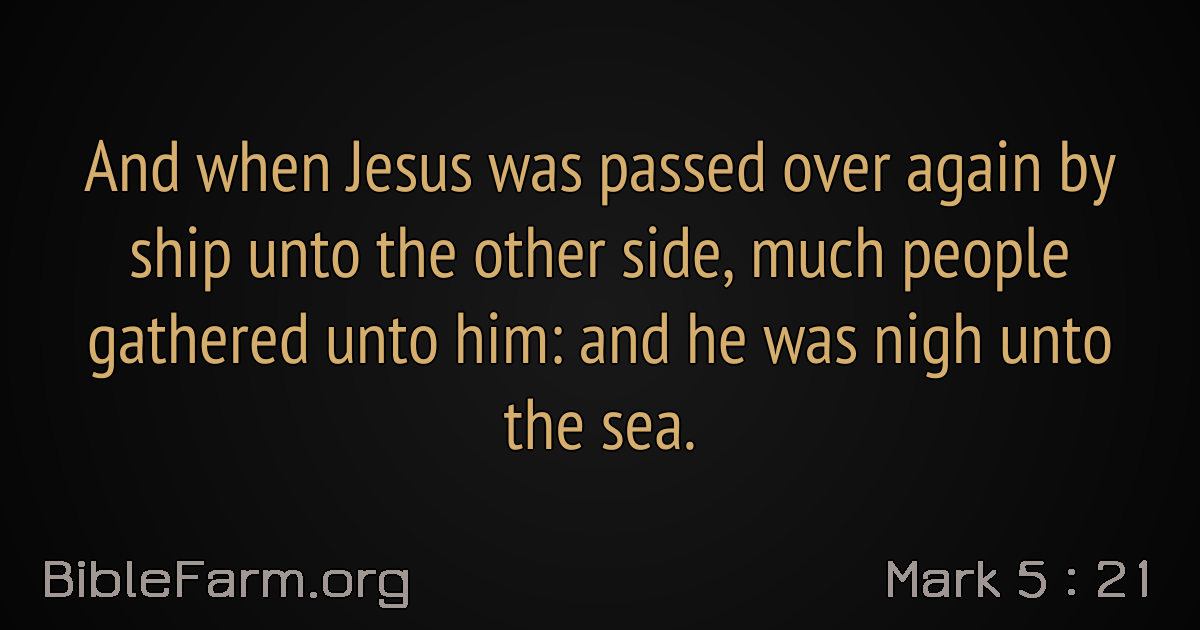 And when Jesus was passed over again by
ship unto the other side, much people
gathered unto him: and he was nigh unto
the sea.
BibleFarm.org
Mark 5 : 21